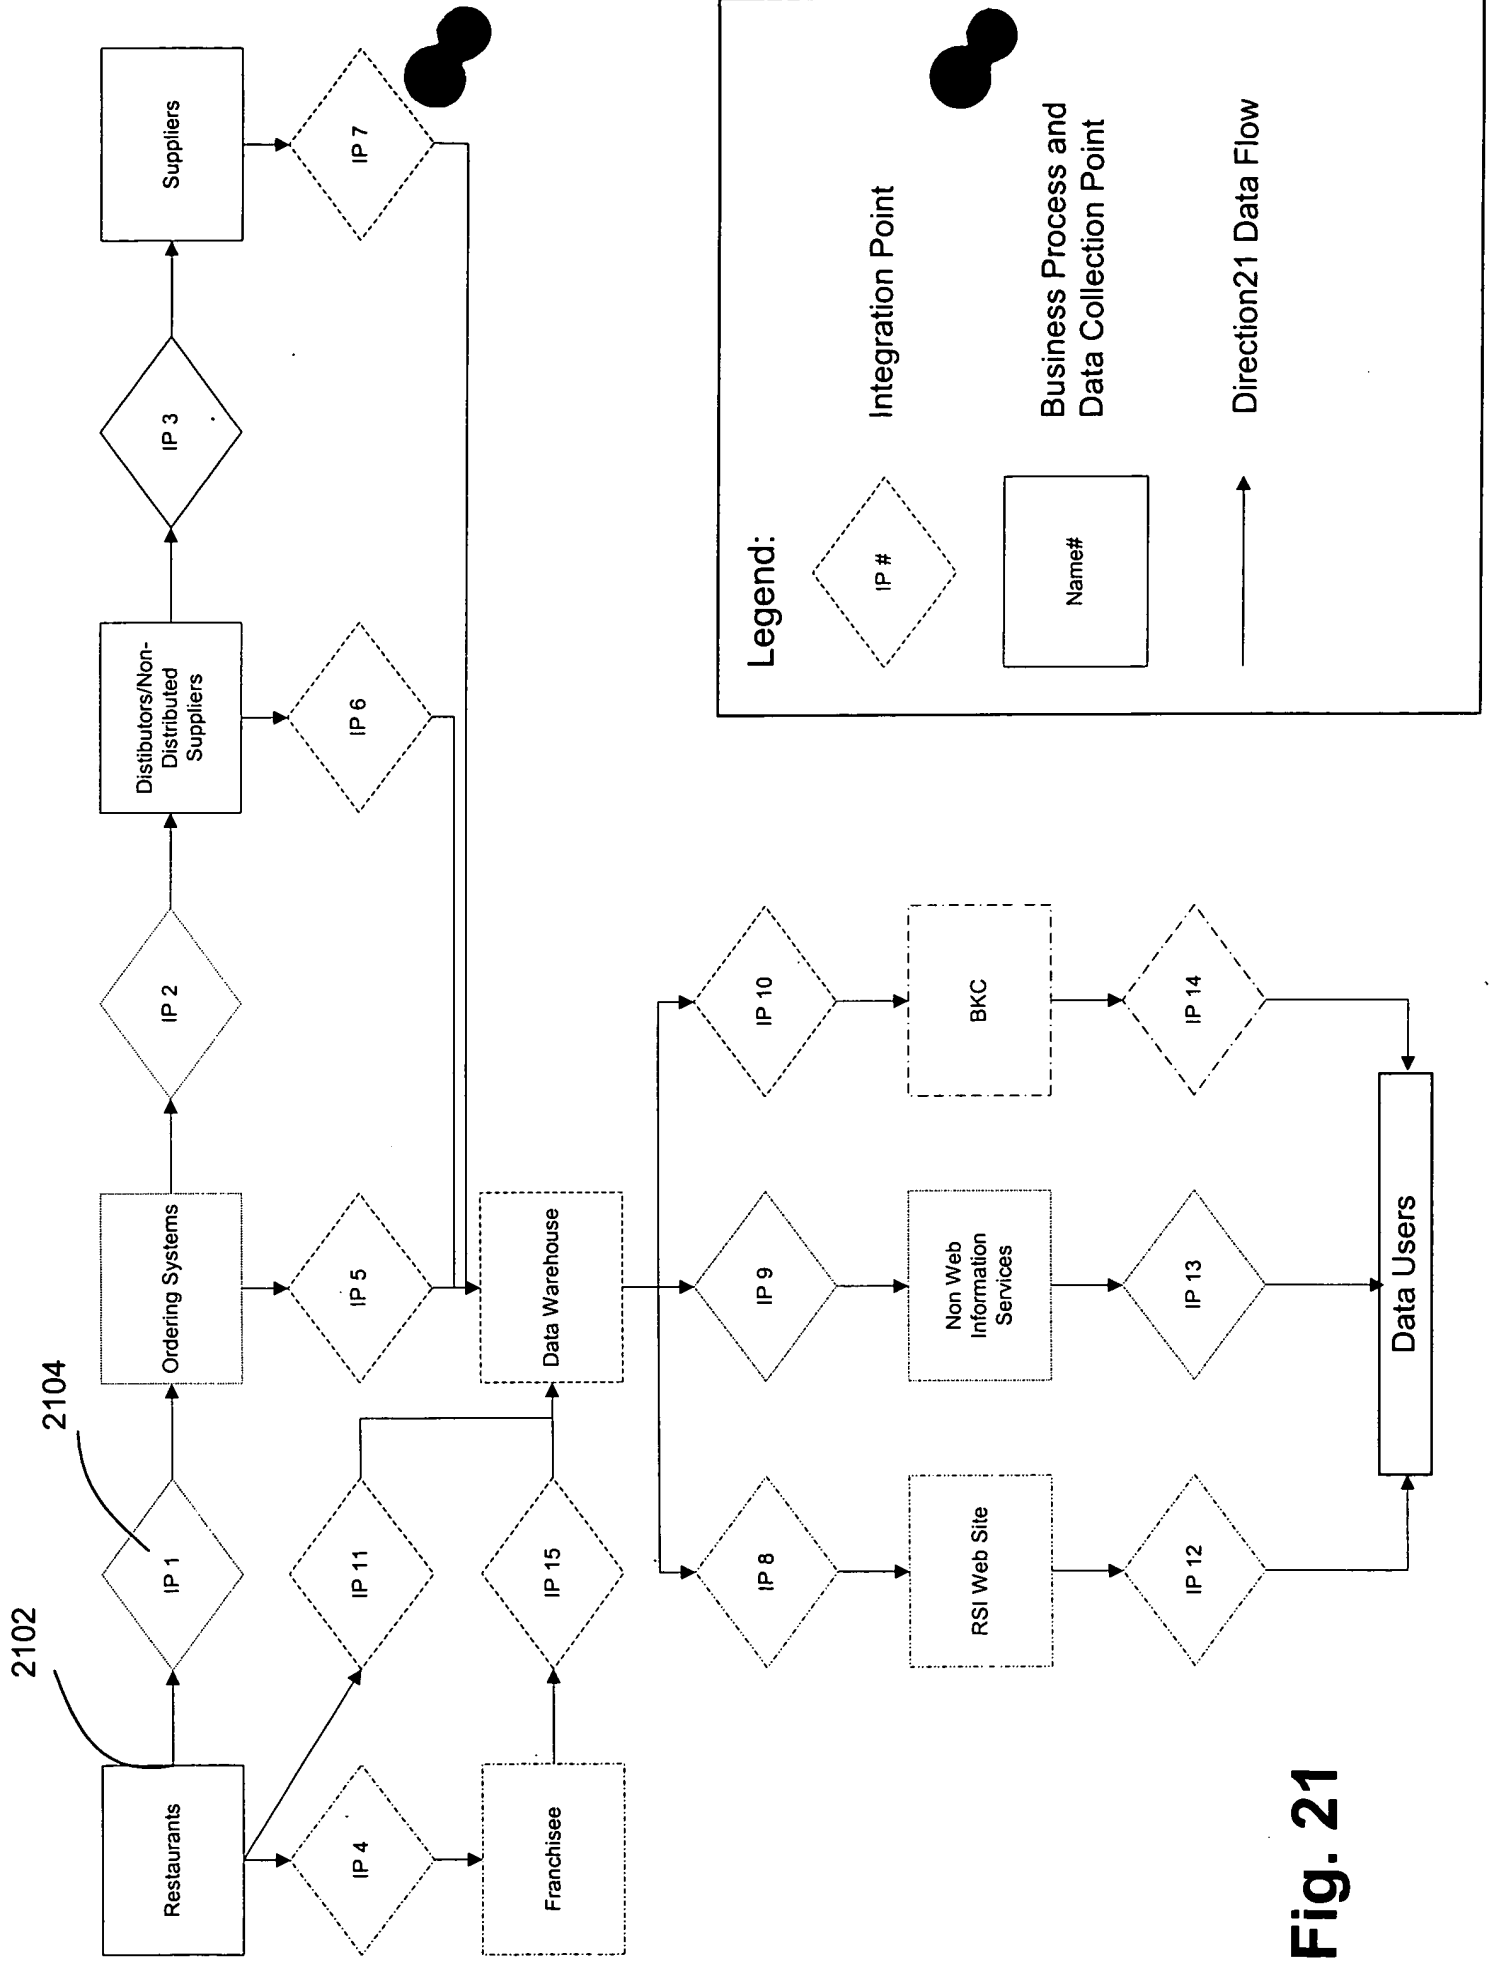 2102
2104
Restaurants
IP 1
Ordering Systems
IP 2
Distibutors/Non-
Distributed
Suppliers
IP 3
Suppliers
IP 4
IP 11
IP 5
IP 6
IP 7
Franchisee
IP 15
Data Warehouse
IP 8
IP 9
IP 10
RSI Web Site
Non Web
Information
Services
BKC
IP 12
IP 13
IP 14
Data Users
Legend:
IP #
Integration Point
Name#
Business Process and
Data Collection Point
Direction21 Data Flow
Fig. 21